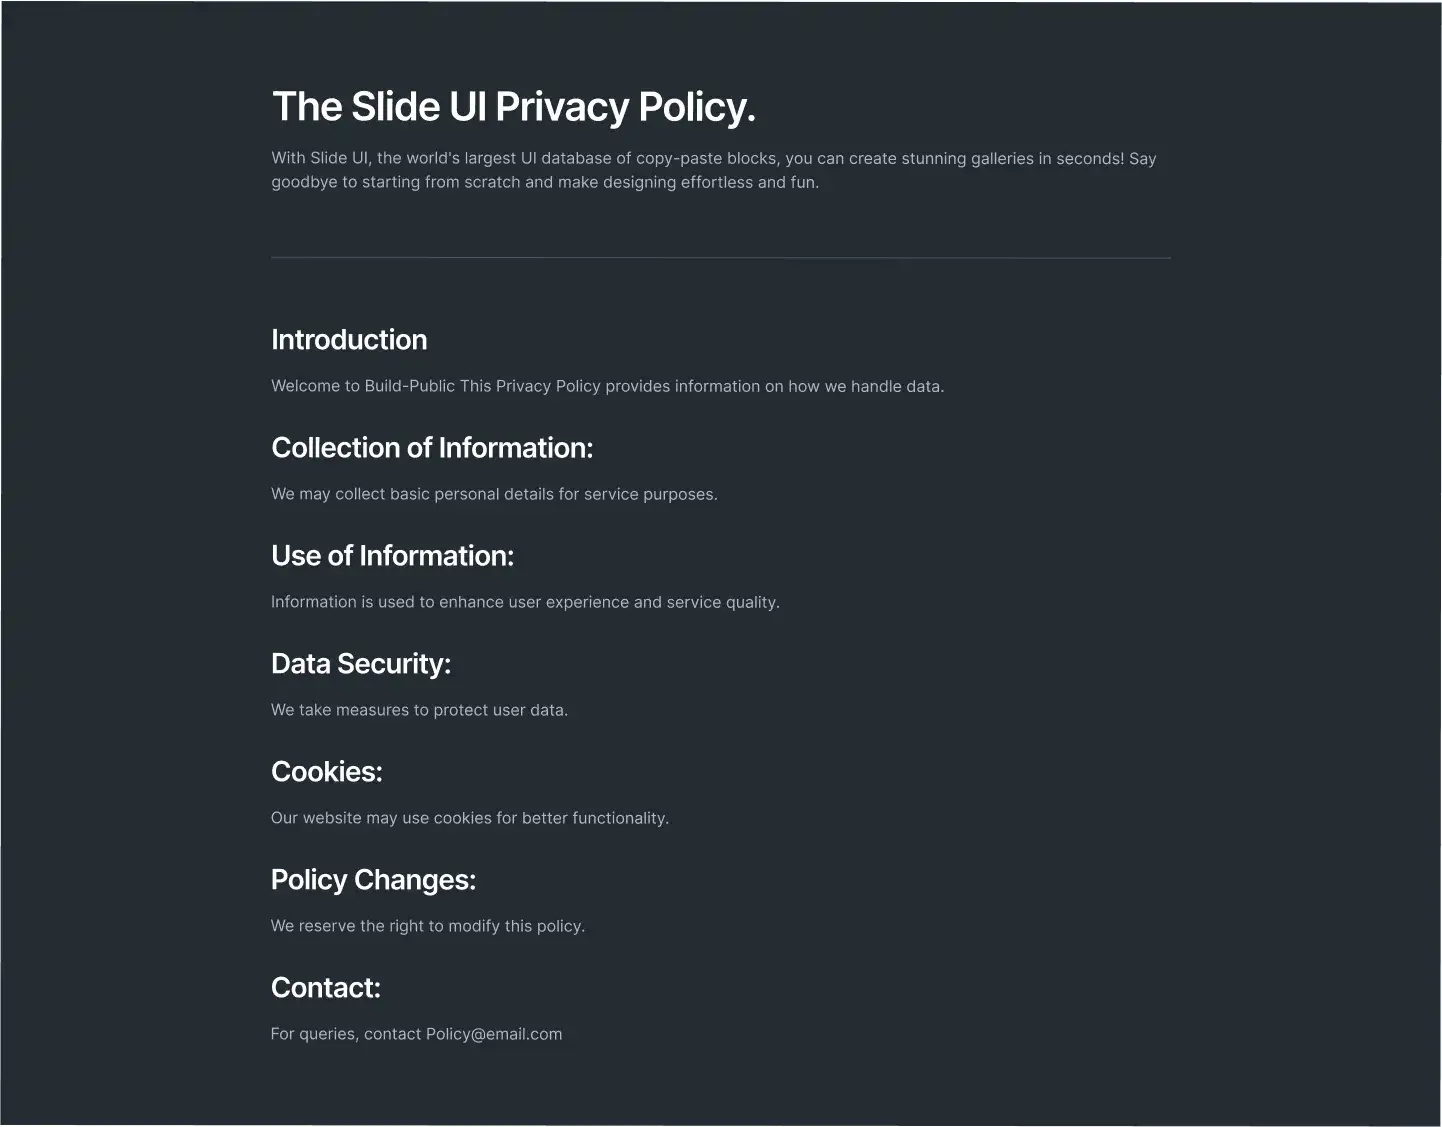 The Slide UI Privacy Policy.
With Slide UI, the world's largest UI database of copy-paste blocks, you can create stunning galleries in seconds! Say
goodbye to starting from scratch and make designing effortless and fun.
Introduction
Welcome to Build-Public This Privacy Policy provides information on how we handle data.
Collection of Information:
We may collect basic personal details for service purposes.
Use of Information:
Information is used to enhance user experience and service quality.
Data Security:
We take measures to protect user data.
Cookies:
Our website may use cookies for better functionality.
Policy Changes:
We reserve the right to modify this policy.
Contact:
For queries, contact Policy@email.com